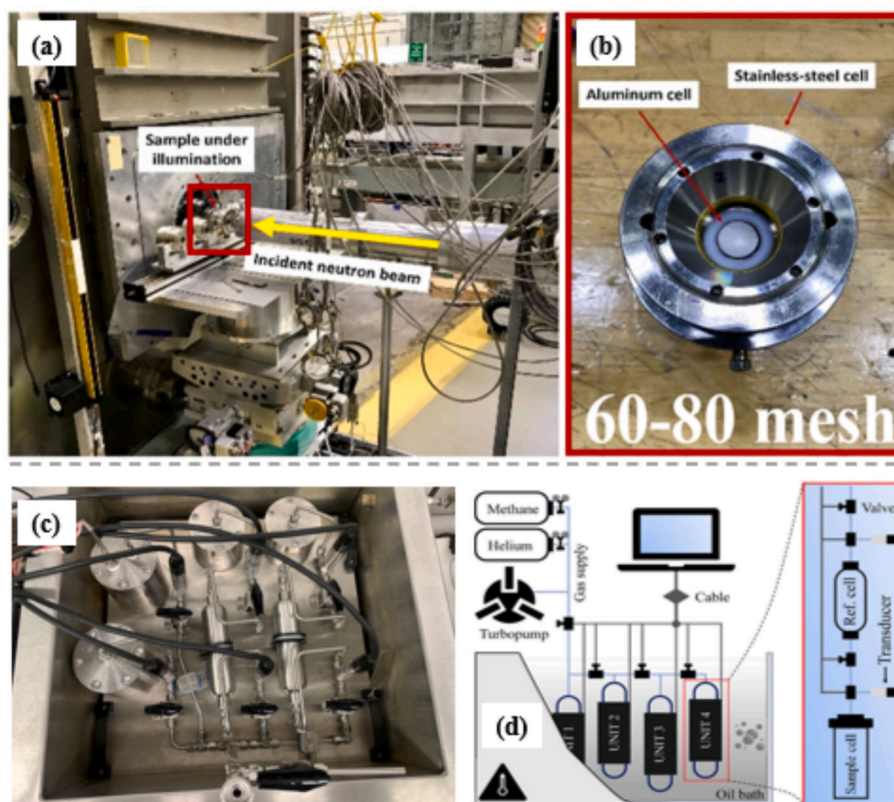 (a)
Sample under
illumination
Incident neutron beam
(b)
Stainless-steel cell
Aluminum cell
60-80 mesh
(c)
(d)
Methane
Helium
Turbopump
Gas supply
Cable
UNIT 2
UNIT 3
UNIT 4
Oil bath
Valve
Ref. cell
Transducer
Sample cell